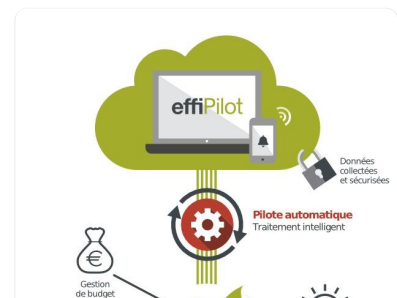 effiPilot
Données
collectées
et sécurisées
Pilote automatique
Traitement intelligent
€
Gestion
de budget